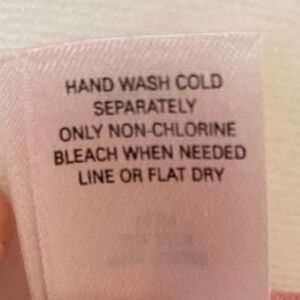 HAND WASH COLD
SEPARATELY
ONLY NON-CHLORINE
BLEACH WHEN NEEDED
LINE OR FLAT DRY